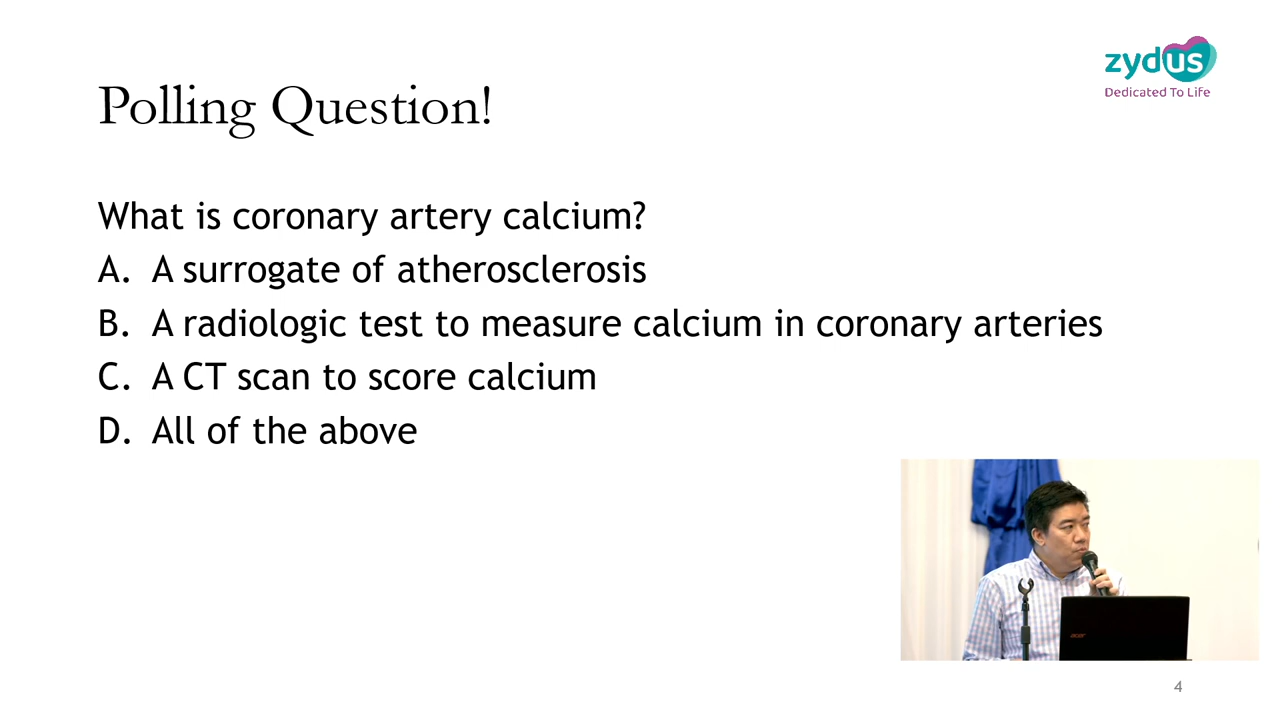 zydus
Dedicated To Life
Polling Question!
What is coronary artery calcium?
A. A surrogate of atherosclerosis
B. A radiologic test to measure calcium in coronary arteries
C. A CT scan to score calcium
D. All of the above
acer
4